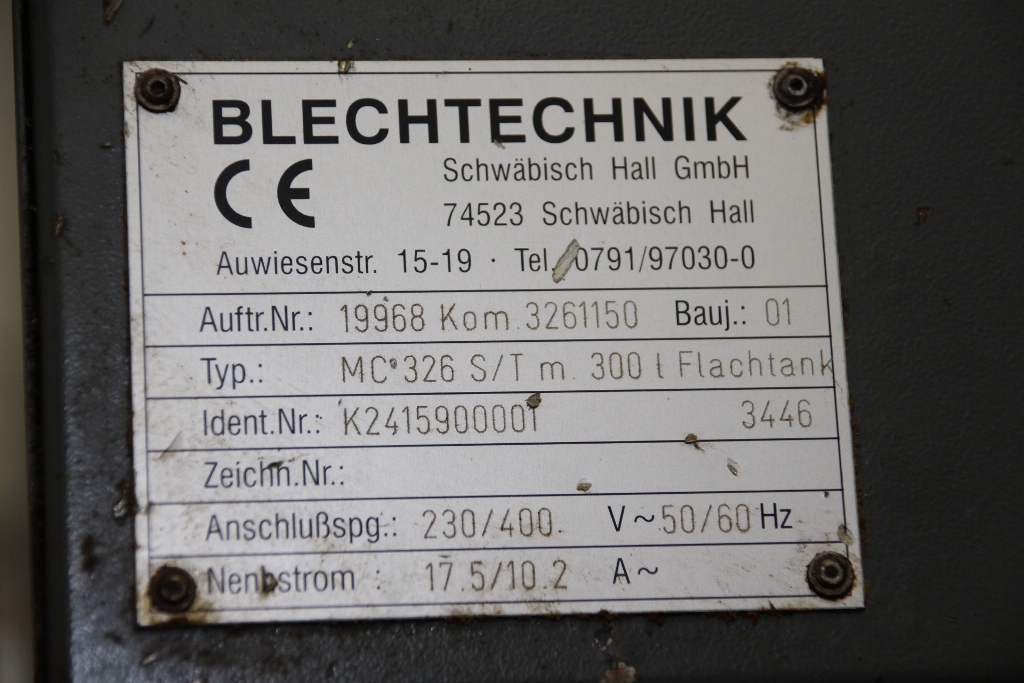 BLECHTECHNIK
CE Schwäbisch Hall GmbH
74523 Schwäbisch Hall
Auwiesenstr. 15-19 · Tel. 0791/97030-0
Auftr.Nr.: 19968 Kom.3261150 Bauj.: 01
Typ.: MC 326 S/T m. 300 l Flachtank
Ident.Nr.: K2415900001 3446
Zeichn.Nr.:
Anschlußspg.: 230/400 V~ 50/60 Hz
Nennstrom : 17.5/10.2 A~